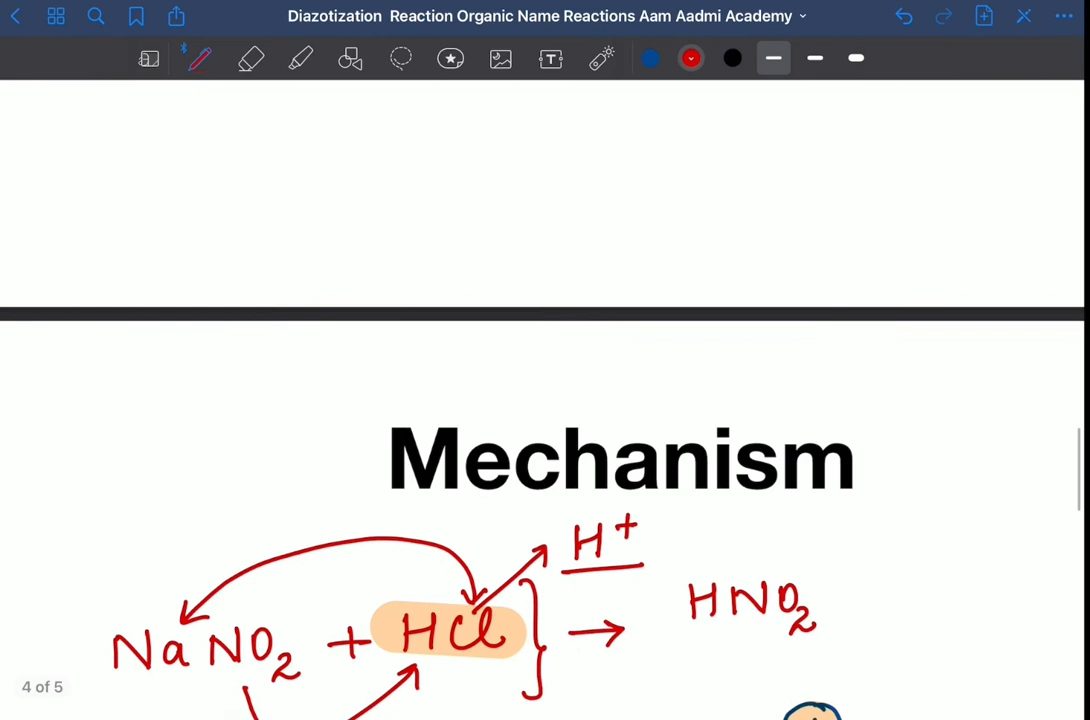 Diazotization Reaction Organic Name Reactions Aam Aadmi Academy
Mechanism
H+
NaNO2 + HCl } → HNO2
4 of 5